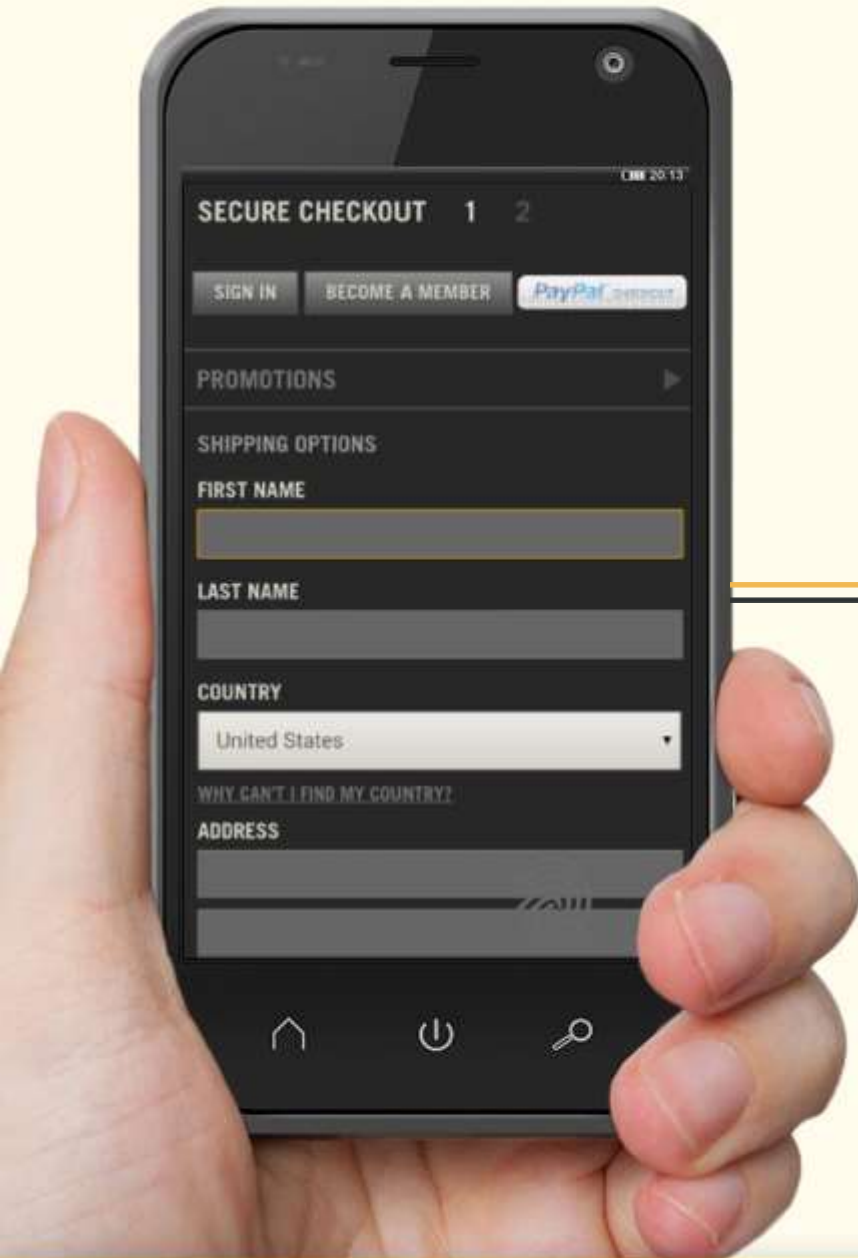 20:13
SECURE CHECKOUT 1 2
SIGN IN BECOME A MEMBER PayPal CHECKOUT
PROMOTIONS
SHIPPING OPTIONS
FIRST NAME
LAST NAME
COUNTRY
United States
WHY CAN'T I FIND MY COUNTRY?
ADDRESS